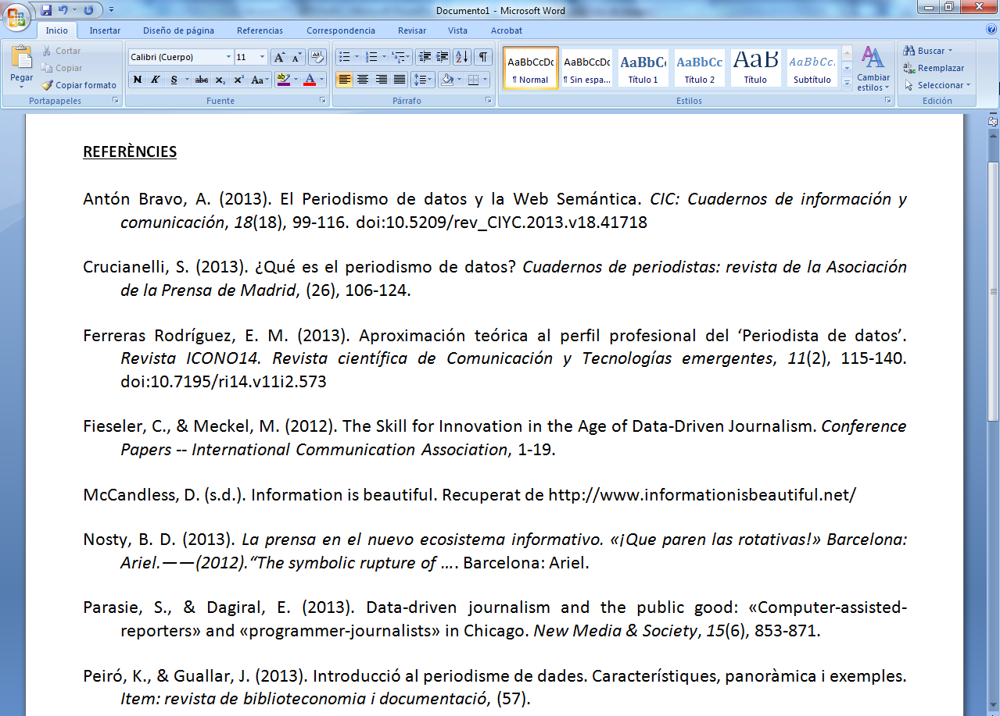 Documento1 - Microsoft Word
Inicio Insertar Diseño de página Referencias Correspondencia Revisar Vista Acrobat
Pegar
Cortar
Copiar
Copiar formato
Portapapeles
Calibri (Cuerpo) 11
N K S abc x₂ x² Aa
Fuente
Párrafo
AaBbCcDc AaBbCcDc AaBbC AaBbCc AaB AaBbCc.
¶ Normal ¶ Sin espa... Título 1 Título 2 Título Subtítulo
Cambiar
estilos
Estilos
Buscar
Reemplazar
Seleccionar
Edición
REFERÈNCIES
Antón Bravo, A. (2013). El Periodismo de datos y la Web Semántica. CIC: Cuadernos de información y
comunicación, 18(18), 99-116. doi:10.5209/rev_CIYC.2013.v18.41718
Crucianelli, S. (2013). ¿Qué es el periodismo de datos? Cuadernos de periodistas: revista de la Asociación
de la Prensa de Madrid, (26), 106-124.
Ferreras Rodríguez, E. M. (2013). Aproximación teórica al perfil profesional del ‘Periodista de datos’.
Revista ICONO14. Revista científica de Comunicación y Tecnologías emergentes, 11(2), 115-140.
doi:10.7195/ri14.v11i2.573
Fieseler, C., & Meckel, M. (2012). The Skill for Innovation in the Age of Data-Driven Journalism. Conference
Papers -- International Communication Association, 1-19.
McCandless, D. (s.d.). Information is beautiful. Recuperat de http://www.informationisbeautiful.net/
Nosty, B. D. (2013). La prensa en el nuevo ecosistema informativo. «¡Que paren las rotativas!» Barcelona:
Ariel.——(2012).“The symbolic rupture of …. Barcelona: Ariel.
Parasie, S., & Dagiral, E. (2013). Data-driven journalism and the public good: «Computer-assisted-
reporters» and «programmer-journalists» in Chicago. New Media & Society, 15(6), 853-871.
Peiró, K., & Guallar, J. (2013). Introducció al periodisme de dades. Característiques, panoràmica i exemples.
Item: revista de biblioteconomia i documentació, (57).